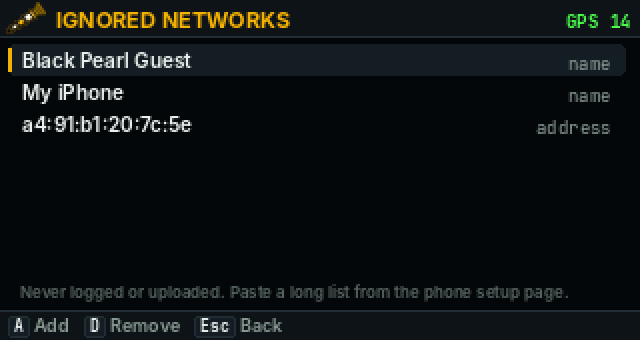 IGNORED NETWORKS GPS 14
Black Pearl Guest name
My iPhone name
a4:91:b1:20:7c:5e address
Never logged or uploaded. Paste a long list from the phone setup page.
A Add D Remove Esc Back